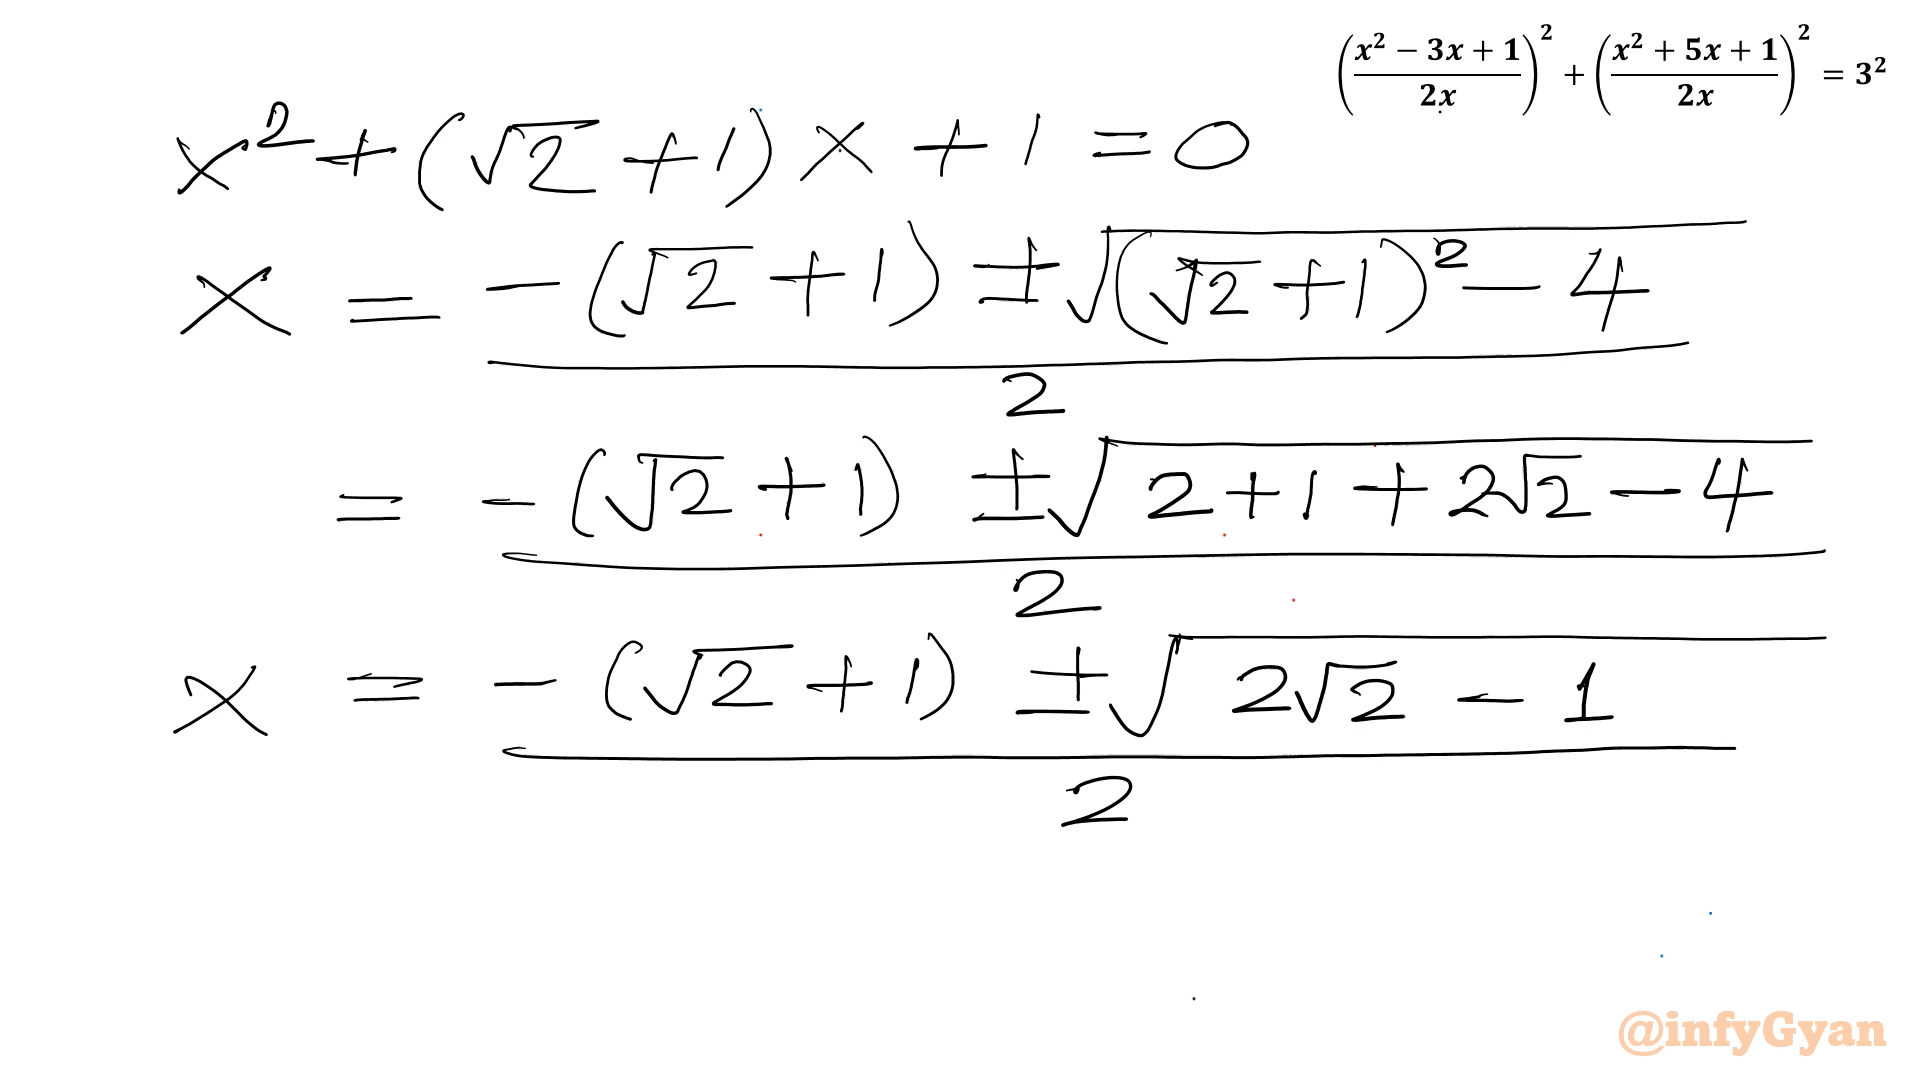 ((x² − 3x + 1)/2x)² + ((x² + 5x + 1)/2x)² = 3²
x² + (√2 + 1)x + 1 = 0
x = (−(√2 + 1) ± √((√2 + 1)² − 4))/2
= (−(√2 + 1) ± √(2 + 1 + 2√2 − 4))/2
x = (−(√2 + 1) ± √(2√2 − 1))/2
@infyGyan